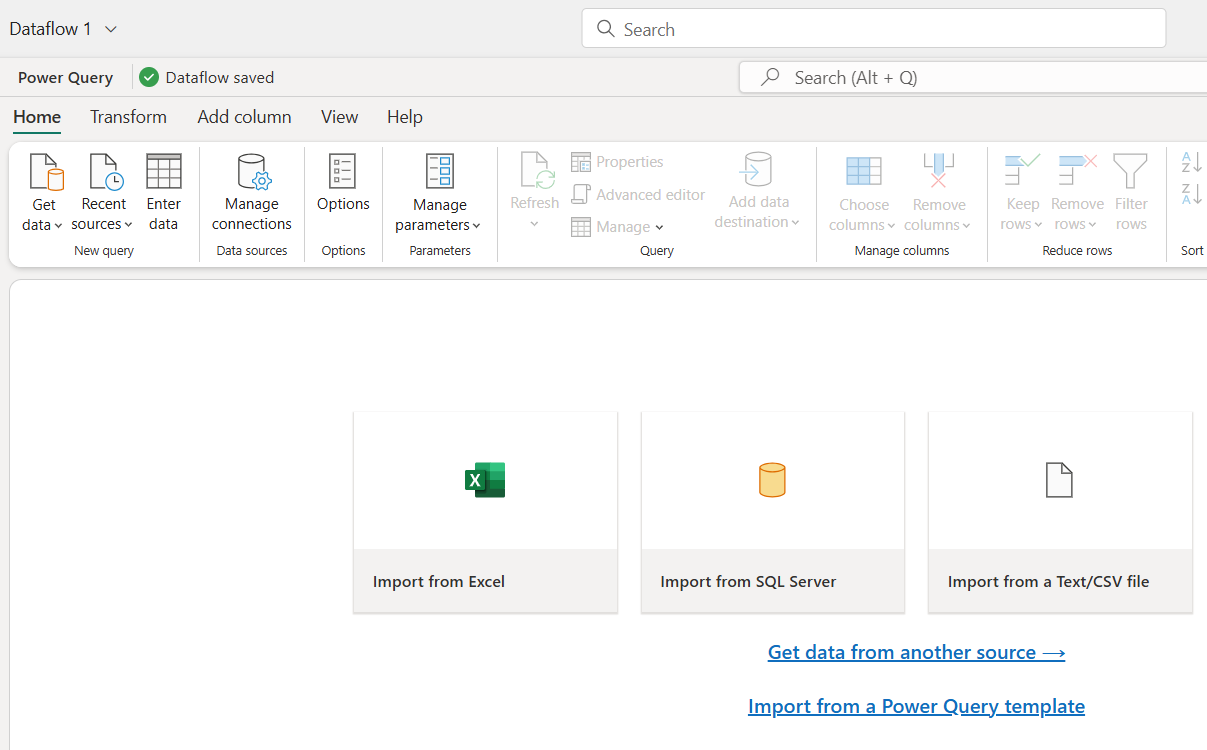 Dataflow 1
Search
Power Query
Dataflow saved
Search (Alt + Q)
Home Transform Add column View Help
Get data
Recent sources
Enter data
New query
Manage connections
Data sources
Options
Options
Manage parameters
Parameters
Refresh
Properties
Advanced editor
Manage
Add data destination
Query
Choose columns
Remove columns
Manage columns
Keep rows
Remove rows
Filter rows
Reduce rows
A
Z
Z
A
Sort
X
Import from Excel
Import from SQL Server
Import from a Text/CSV file
Get data from another source →
Import from a Power Query template